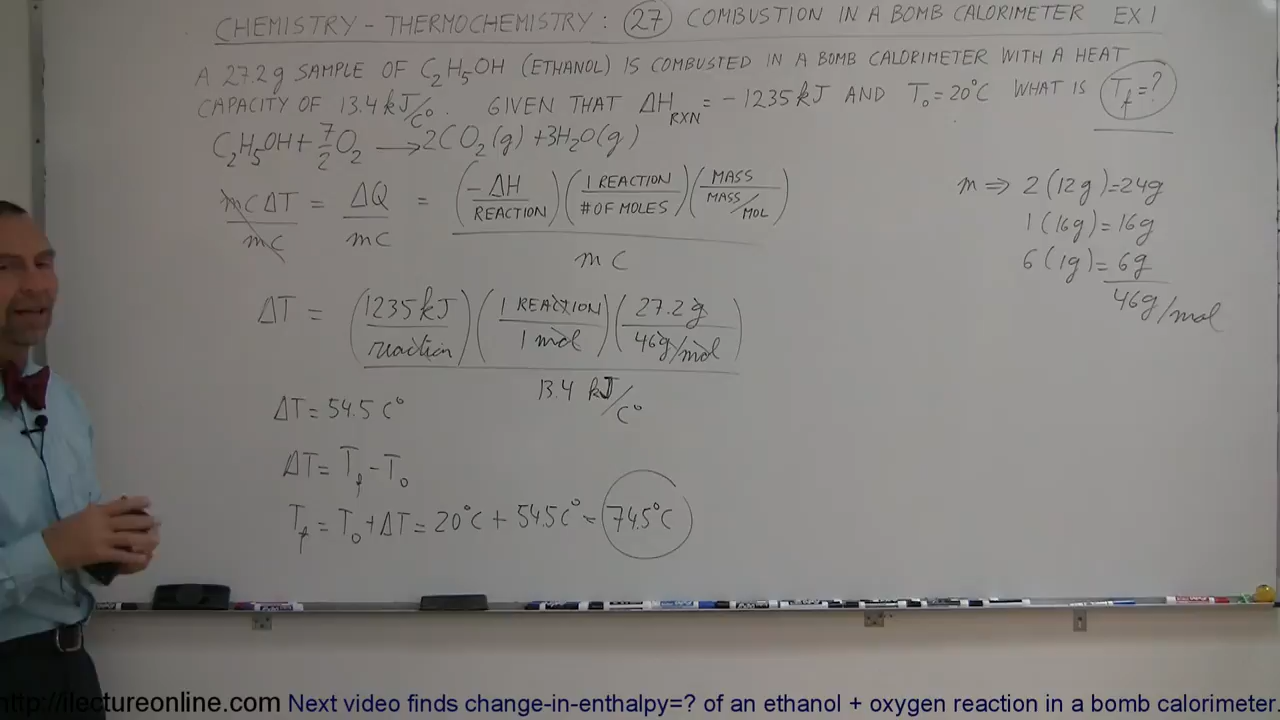 CHEMISTRY - THERMOCHEMISTRY: 27 COMBUSTION IN A BOMB CALORIMETER EX 1
A 27.2g SAMPLE OF C₂H₅OH (ETHANOL) IS COMBUSTED IN A BOMB CALORIMETER WITH A HEAT
CAPACITY OF 13.4 kJ/C°. GIVEN THAT ΔH_RXN = -1235 kJ AND T₀ = 20°C WHAT IS T_f = ?
C₂H₅OH + 7/2 O₂ → 2CO₂(g) + 3H₂O(g)
mCΔT / mC = ΔQ / mC = (-ΔH / REACTION)(1 REACTION / # OF MOLES)(MASS / MASS/MOL) / mC
m ⇒ 2(12g) = 24g
1(16g) = 16g
6(1g) = 6g
46g/mol
ΔT = (1235 kJ / reaction)(1 REACTION / 1 mol)(27.2g / 46g/mol) / 13.4 kJ/C°
ΔT = 54.5 C°
ΔT = T_f - T₀
T_f = T₀ + ΔT = 20°C + 54.5C° = 74.5°C
http://ilectureonline.com Next video finds change-in-enthalpy=? of an ethanol + oxygen reaction in a bomb calorimeter.